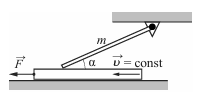 m
F⃗ α υ⃗ = const